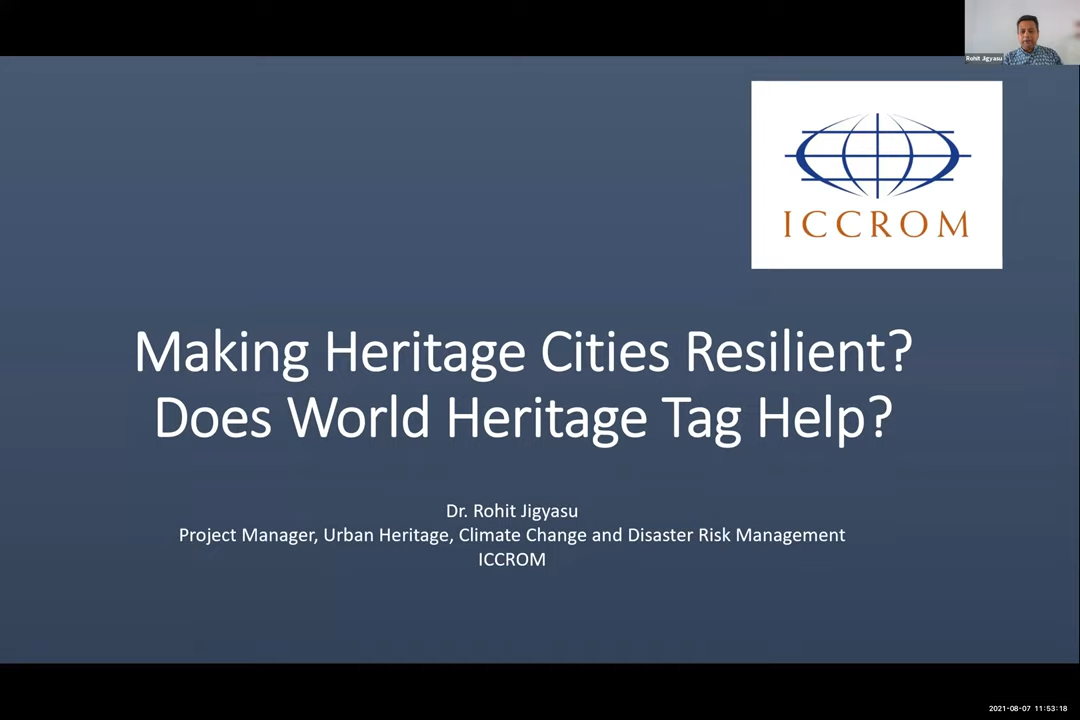 Rohit Jigyasu
ICCROM
Making Heritage Cities Resilient?
Does World Heritage Tag Help?
Dr. Rohit Jigyasu
Project Manager, Urban Heritage, Climate Change and Disaster Risk Management
ICCROM
2021-08-07 11:53:18